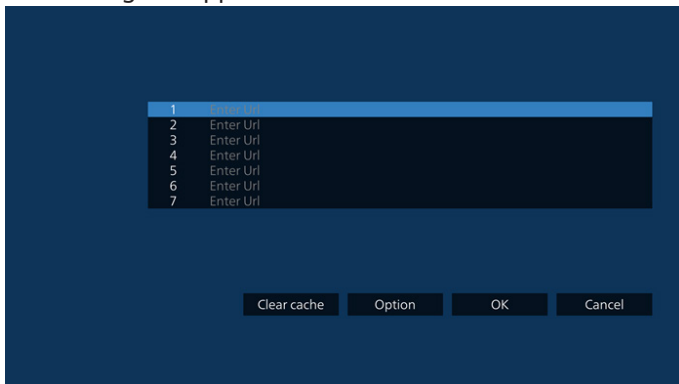 1 Enter Url
2 Enter Url
3 Enter Url
4 Enter Url
5 Enter Url
6 Enter Url
7 Enter Url
Clear cache Option OK Cancel